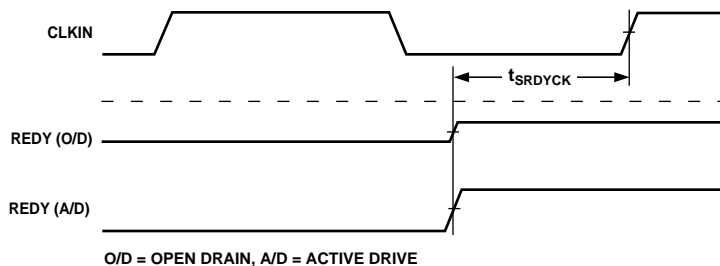 CLKIN
tSRDYCK
REDY (O/D)
REDY (A/D)
O/D = OPEN DRAIN, A/D = ACTIVE DRIVE